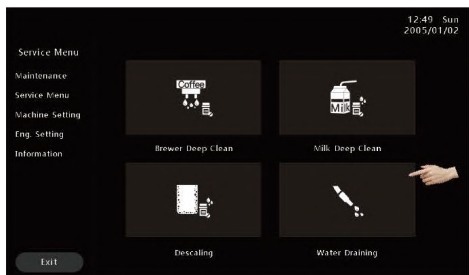 12:49 Sun
2005/01/02
Service Menu
Maintenance
Service Menu
Machine Setting
Eng. Setting
Information
Coffee
Milk
Brewer Deep Clean
Milk Deep Clean
Descaling
Water Draining
Exit